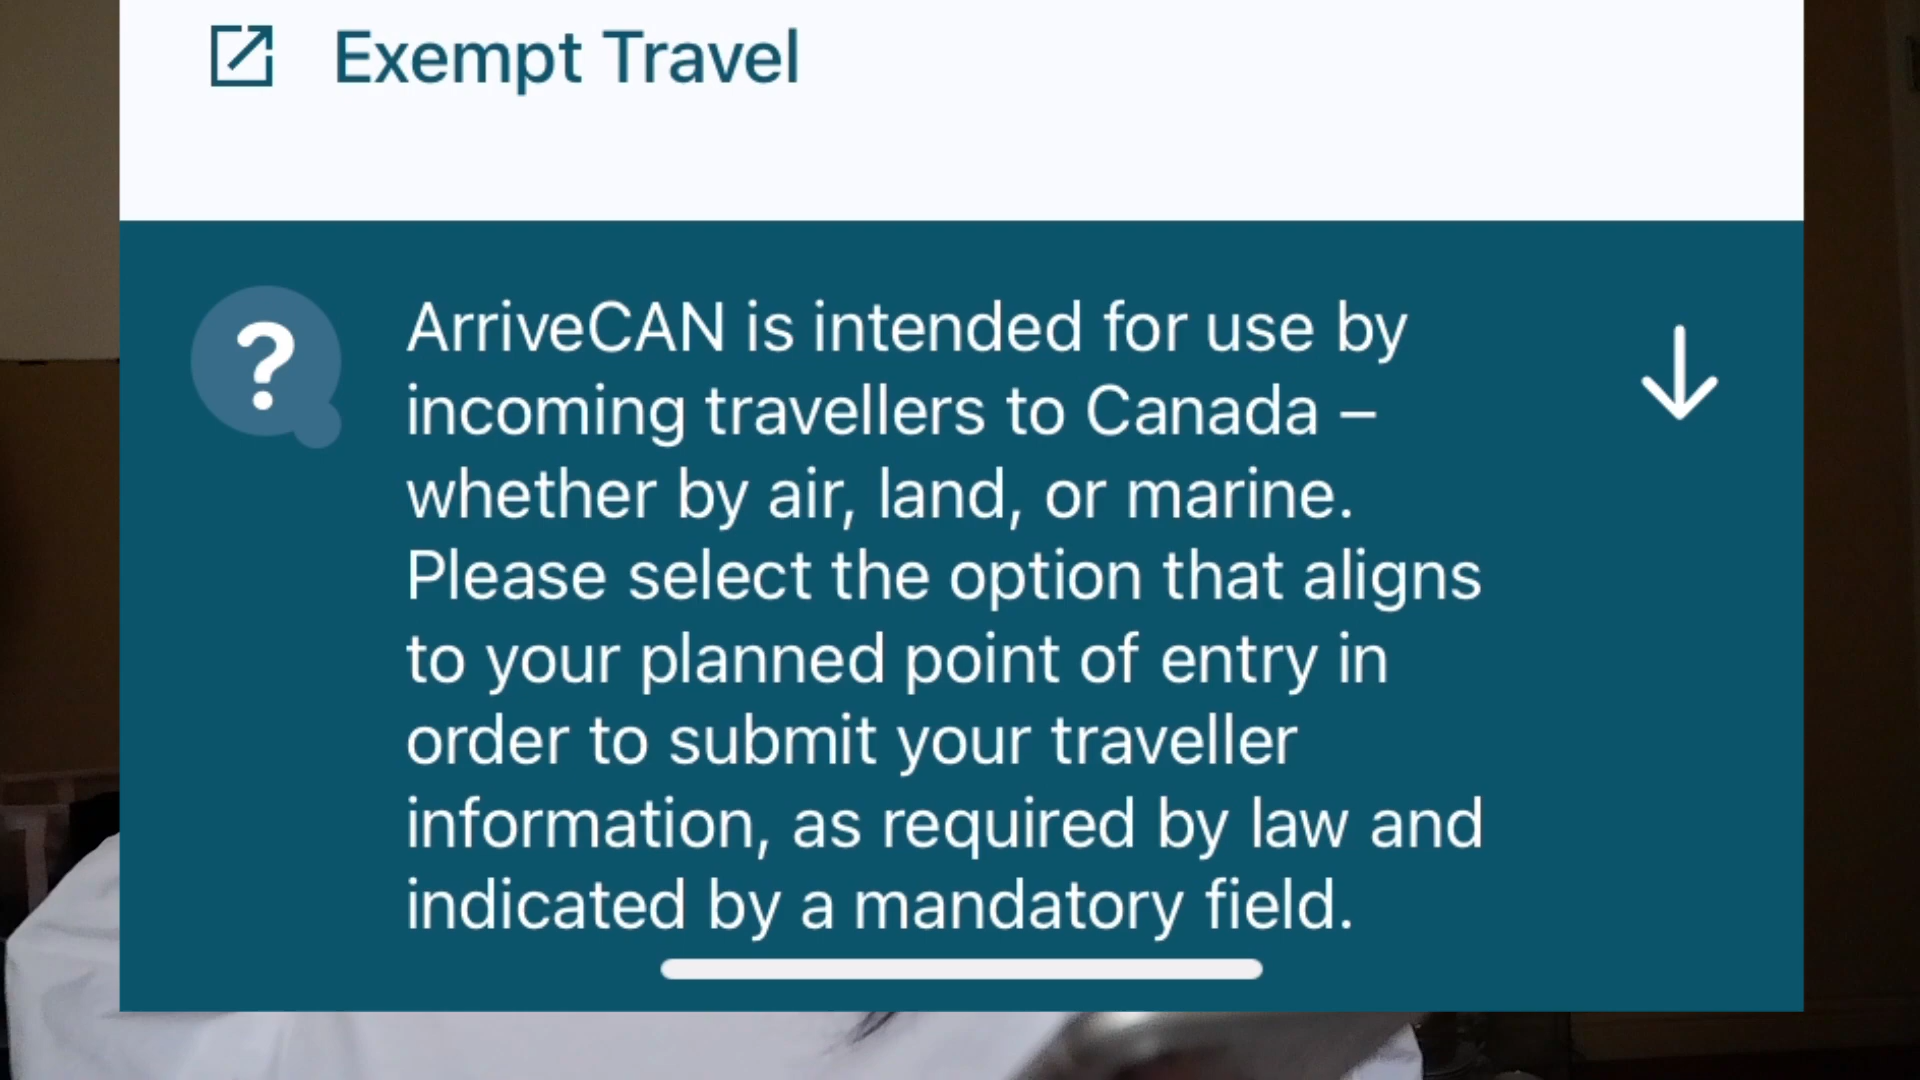 Exempt Travel
?
ArriveCAN is intended for use by
incoming travellers to Canada –
whether by air, land, or marine.
Please select the option that aligns
to your planned point of entry in
order to submit your traveller
information, as required by law and
indicated by a mandatory field.